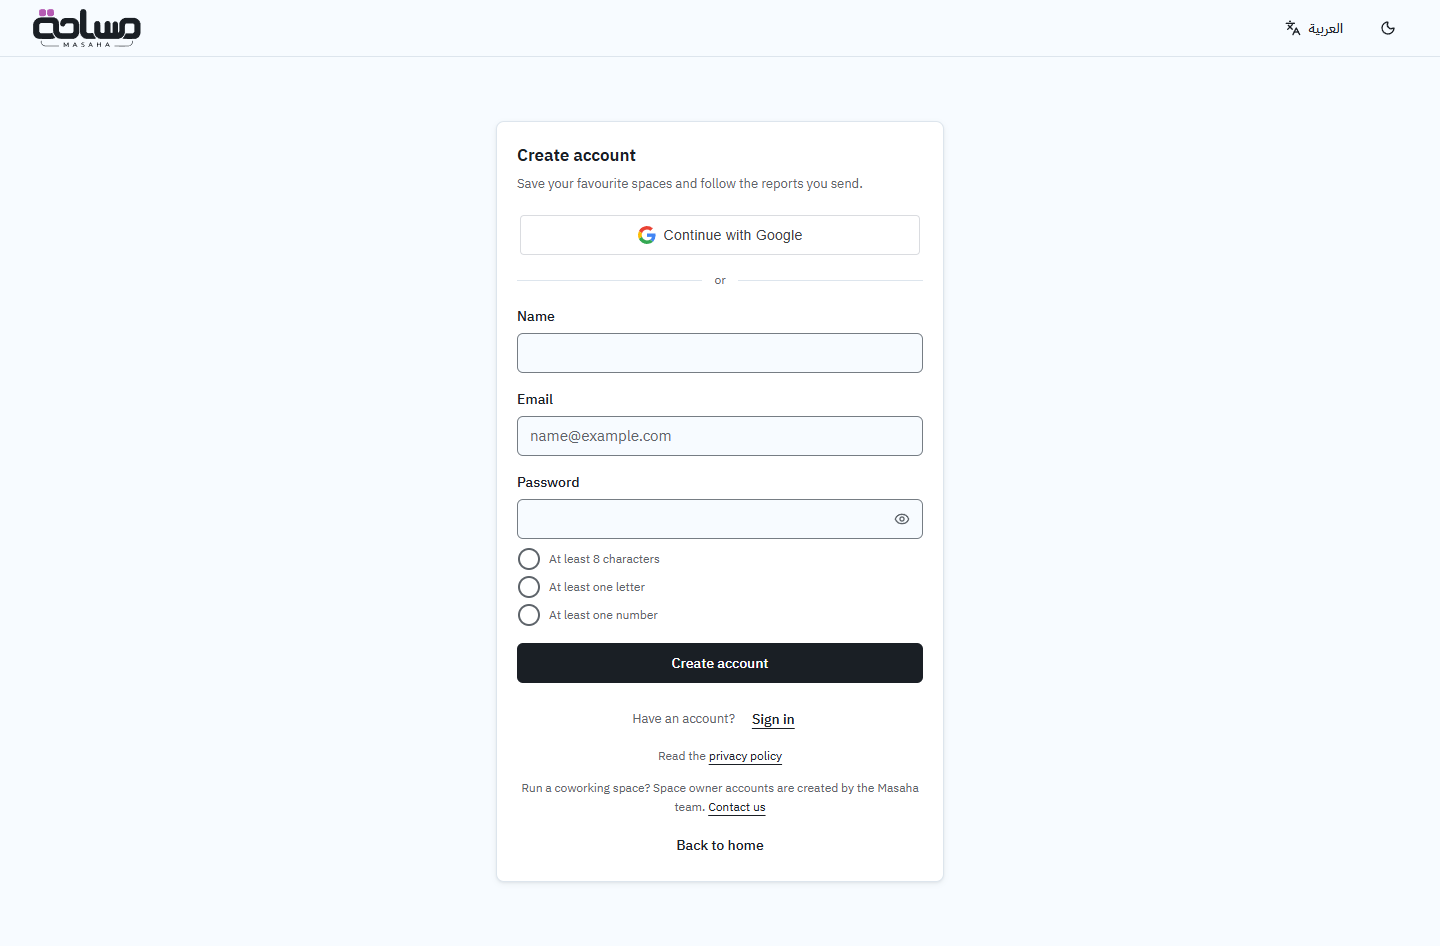 مساحة
MASAHA
العربية
Create account
Save your favourite spaces and follow the reports you send.
Continue with Google
or
Name
Email
name@example.com
Password
At least 8 characters
At least one letter
At least one number
Create account
Have an account? Sign in
Read the privacy policy
Run a coworking space? Space owner accounts are created by the Masaha
team. Contact us
Back to home